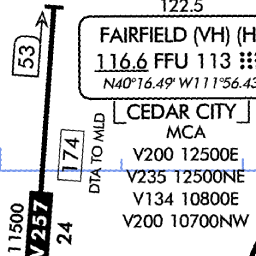 122.5
53
FAIRFIELD (VH) (H
116.6 FFU 113
N40°16.49' W111°56.43
CEDAR CITY
MCA
V200 12500E
V235 12500NE
V134 10800E
V200 10700NW
174
DTA TO MLD
11500
V257
24